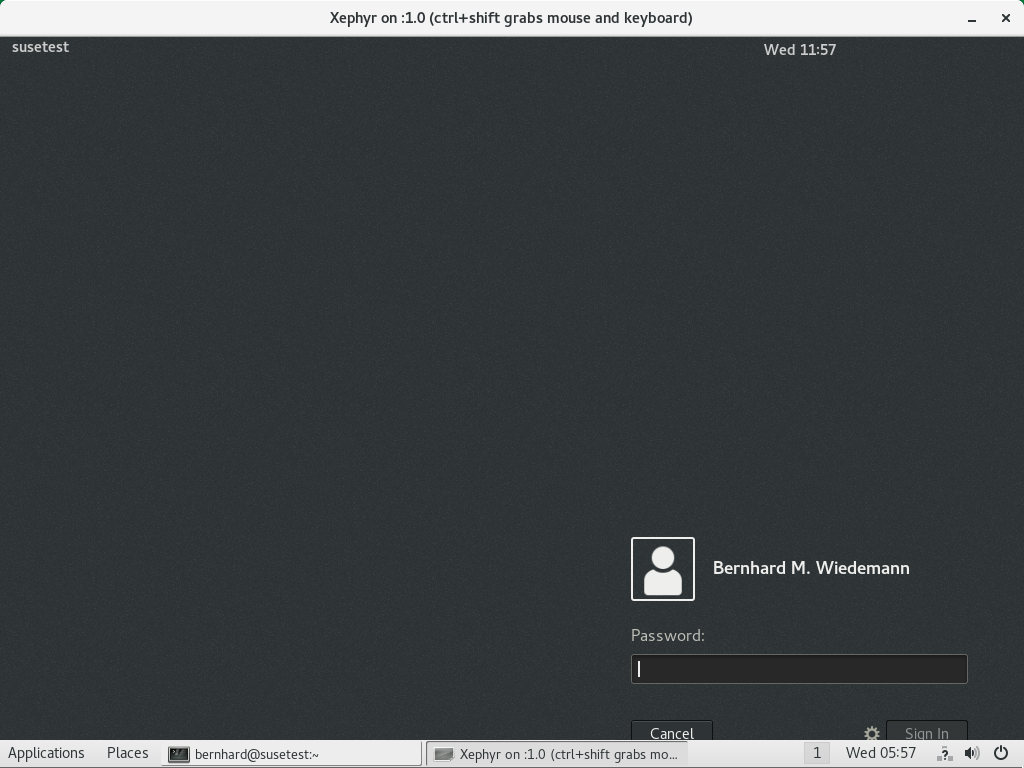 Xephyr on :1.0 (ctrl+shift grabs mouse and keyboard)
susetest
Wed 11:57
Bernhard M. Wiedemann
Password:
Cancel
Sign In
Applications
Places
bernhard@susetest:~
Xephyr on :1.0 (ctrl+shift grabs mo...
1
Wed 05:57